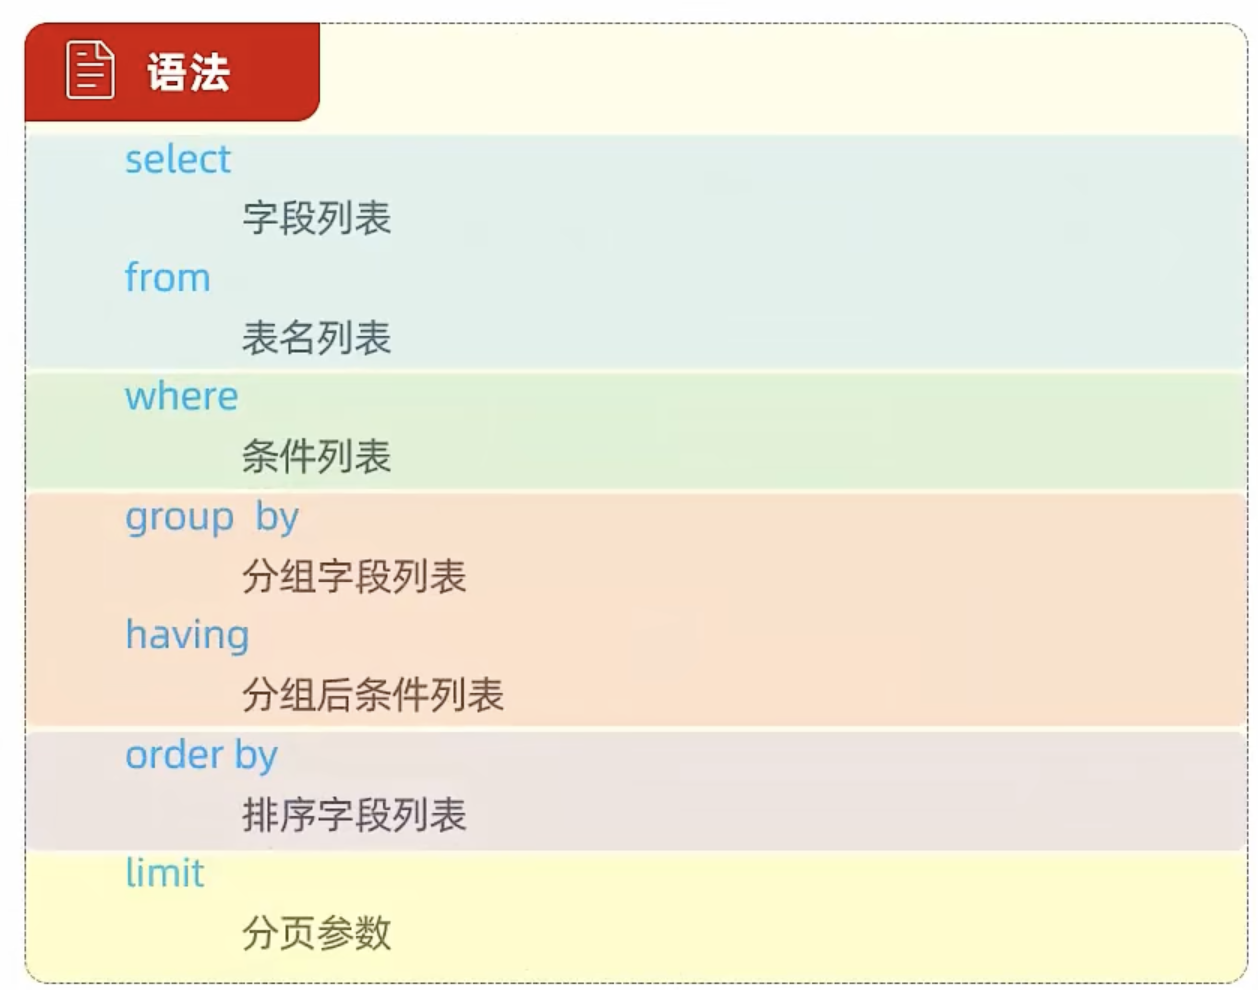 语法
select
字段列表
from
表名列表
where
条件列表
group by
分组字段列表
having
分组后条件列表
order by
排序字段列表
limit
分页参数